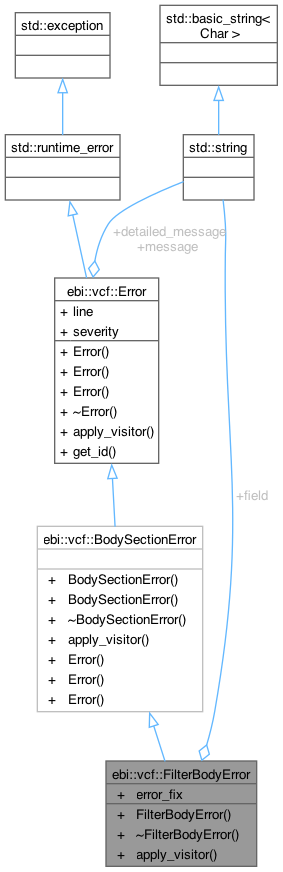 std::exception
std::basic_string<
Char >
std::runtime_error
std::string
+detailed_message
+message
ebi::vcf::Error
+ line
+ severity
+ Error()
+ Error()
+ Error()
+ ~Error()
+ apply_visitor()
+ get_id()
+field
ebi::vcf::BodySectionError
+ BodySectionError()
+ BodySectionError()
+ ~BodySectionError()
+ apply_visitor()
+ Error()
+ Error()
+ Error()
ebi::vcf::FilterBodyError
+ error_fix
+ FilterBodyError()
+ ~FilterBodyError()
+ apply_visitor()